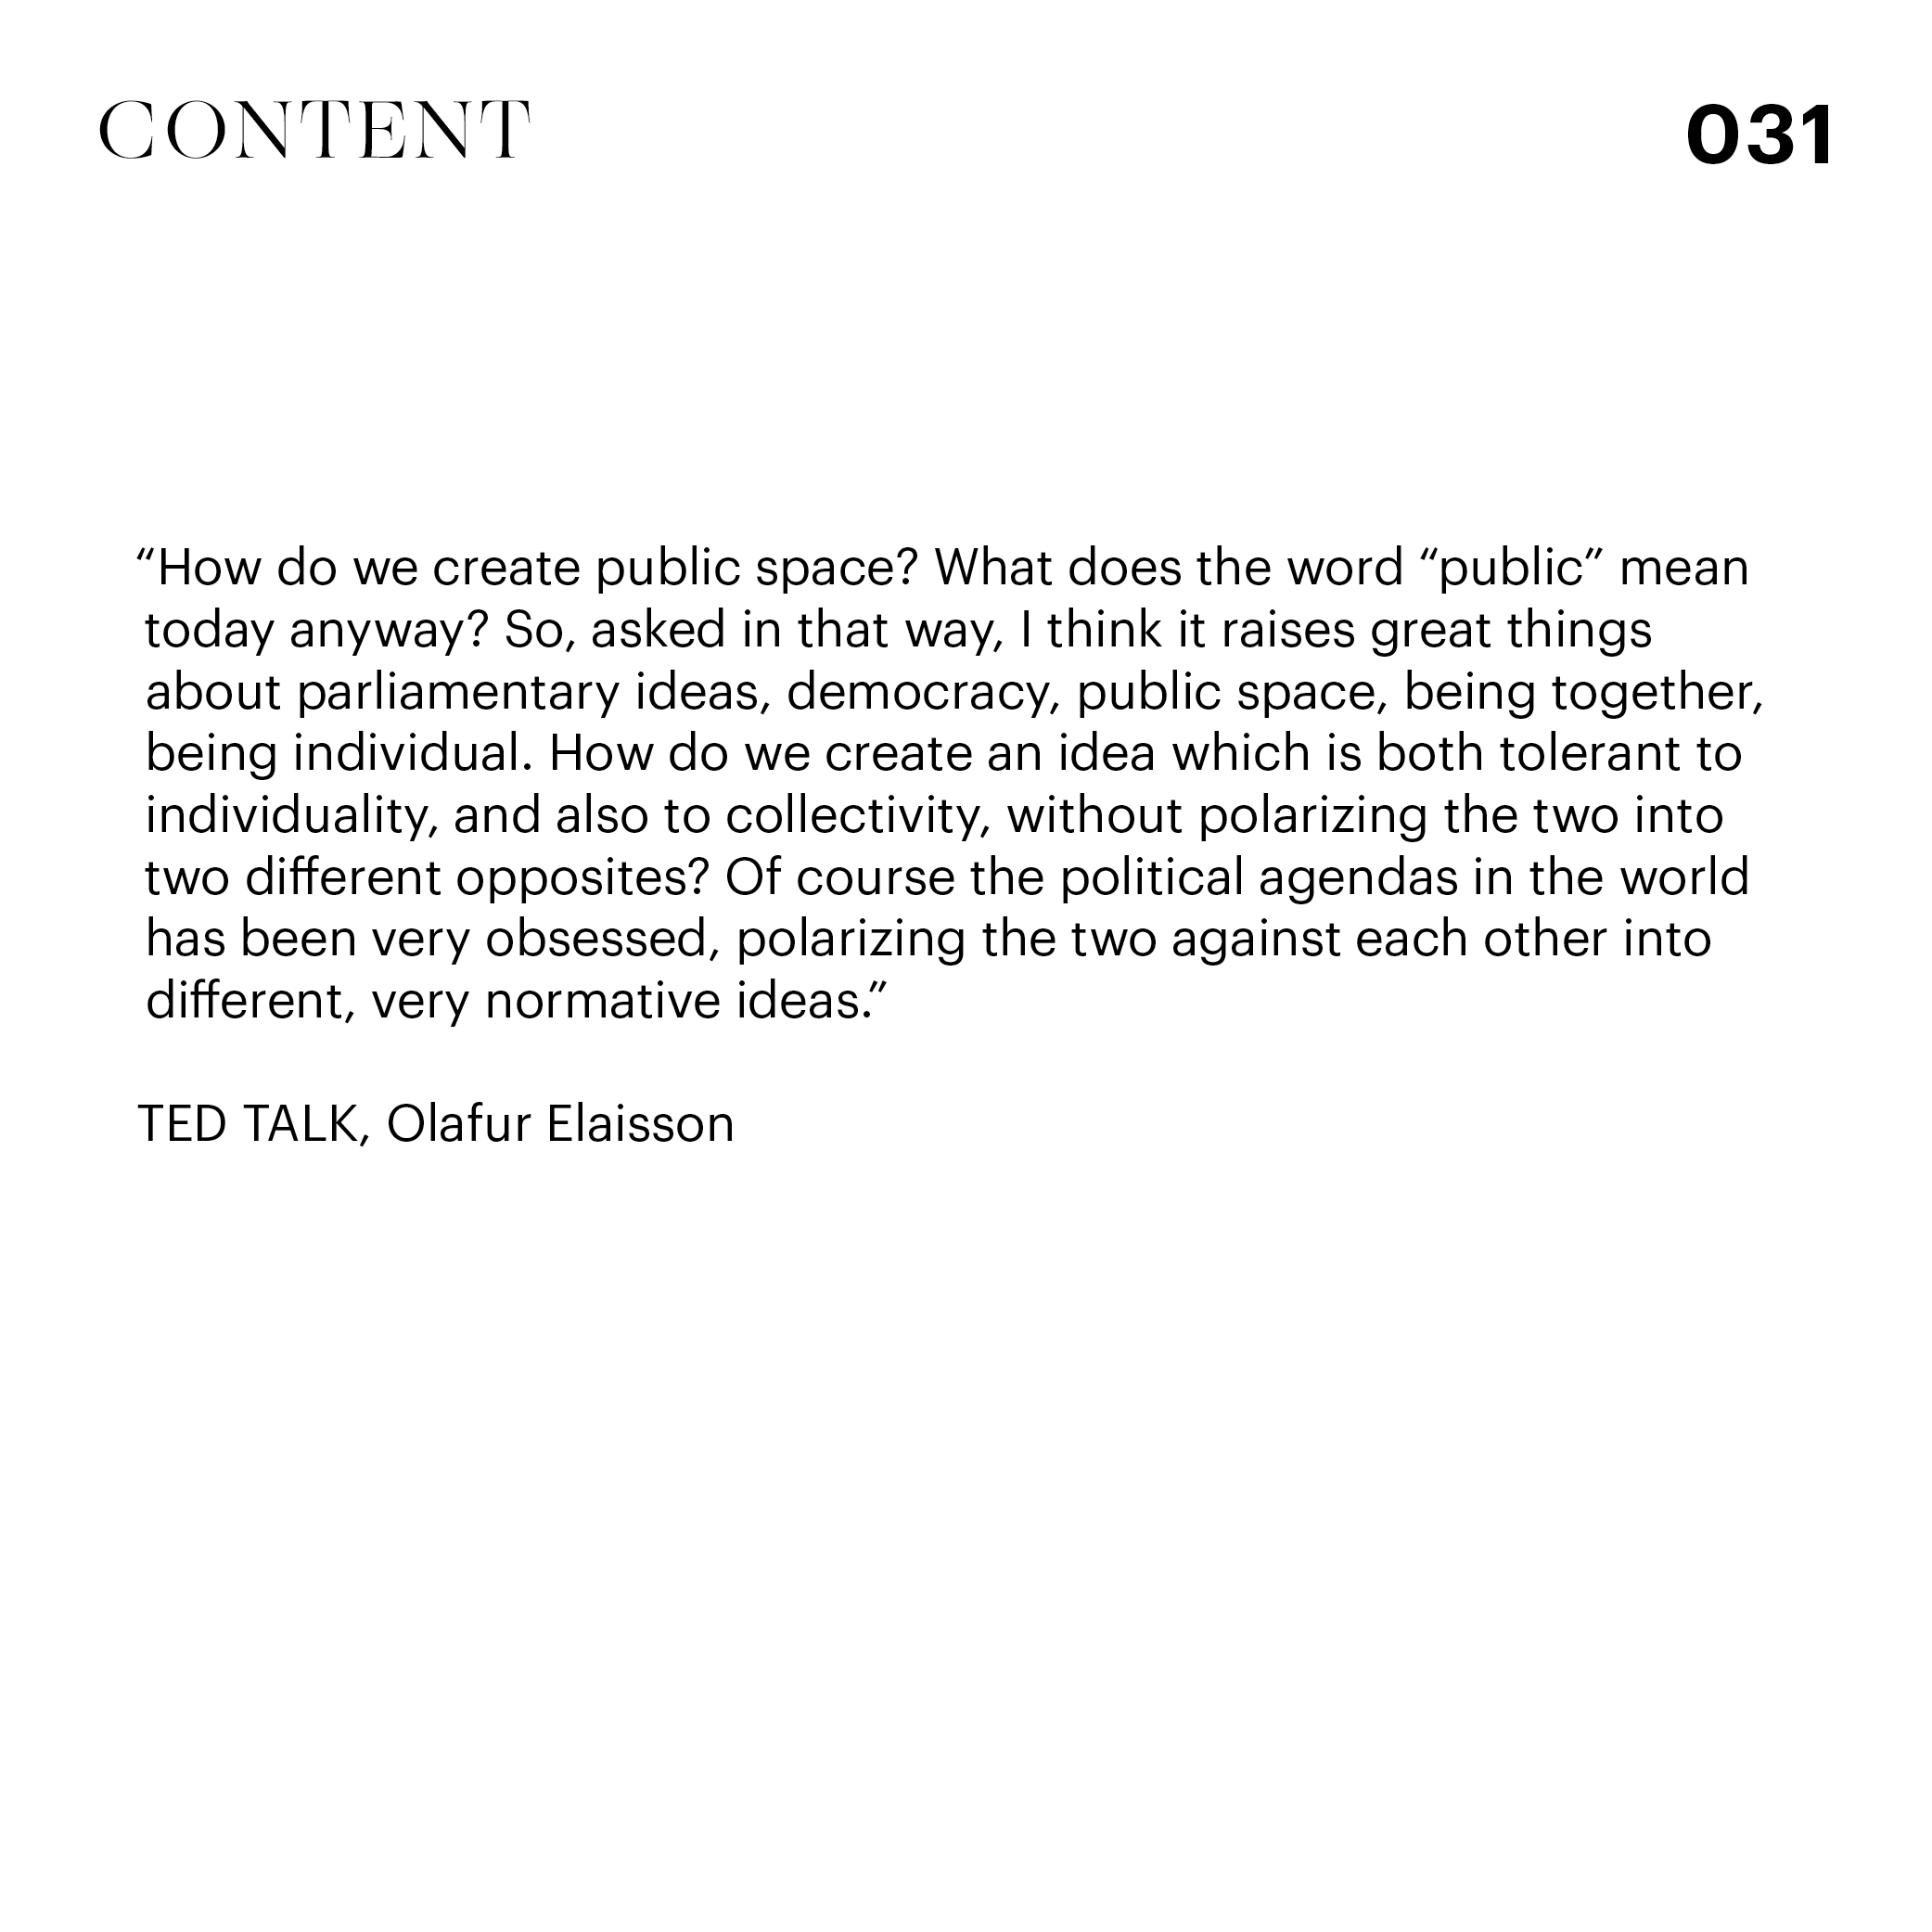 CONTENT
031
“How do we create public space? What does the word “public” mean
today anyway? So, asked in that way, I think it raises great things
about parliamentary ideas, democracy, public space, being together,
being individual. How do we create an idea which is both tolerant to
individuality, and also to collectivity, without polarizing the two into
two different opposites? Of course the political agendas in the world
has been very obsessed, polarizing the two against each other into
different, very normative ideas.”
TED TALK, Olafur Elaisson